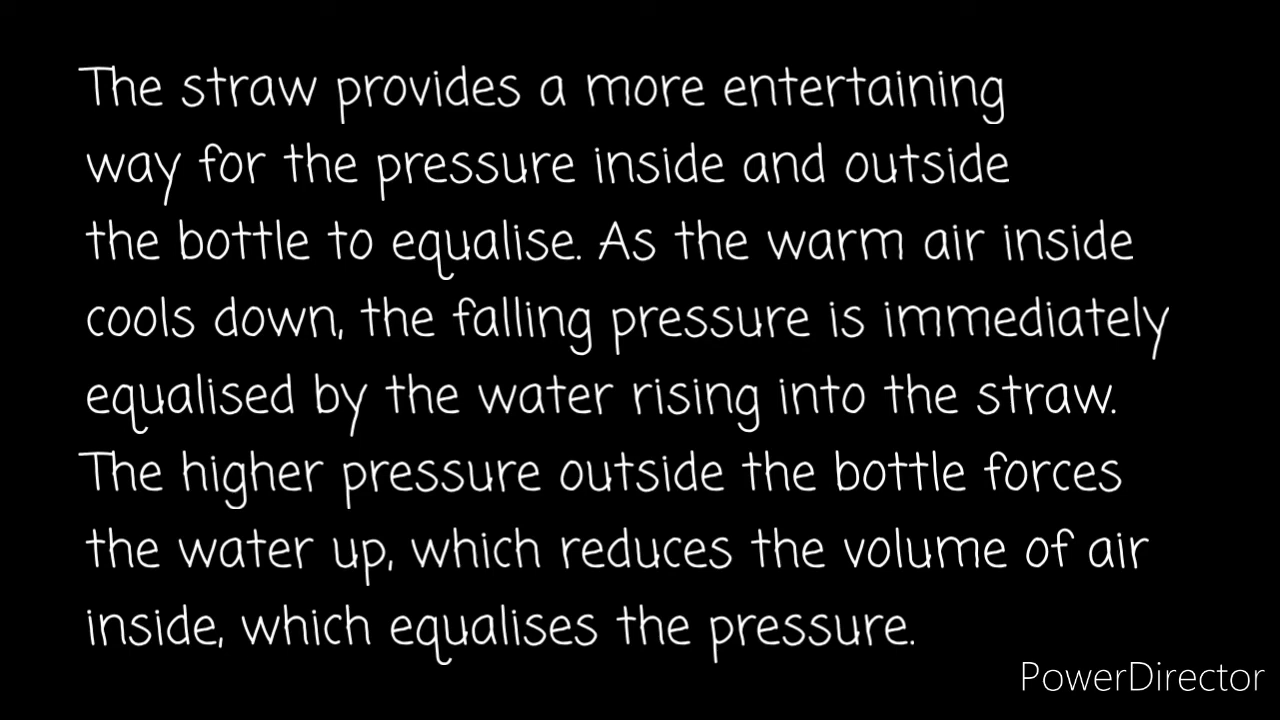 The straw provides a more entertaining
way for the pressure inside and outside
the bottle to equalise. As the warm air inside
cools down, the falling pressure is immediately
equalised by the water rising into the straw.
The higher pressure outside the bottle forces
the water up, which reduces the volume of air
inside, which equalises the pressure.
PowerDirector